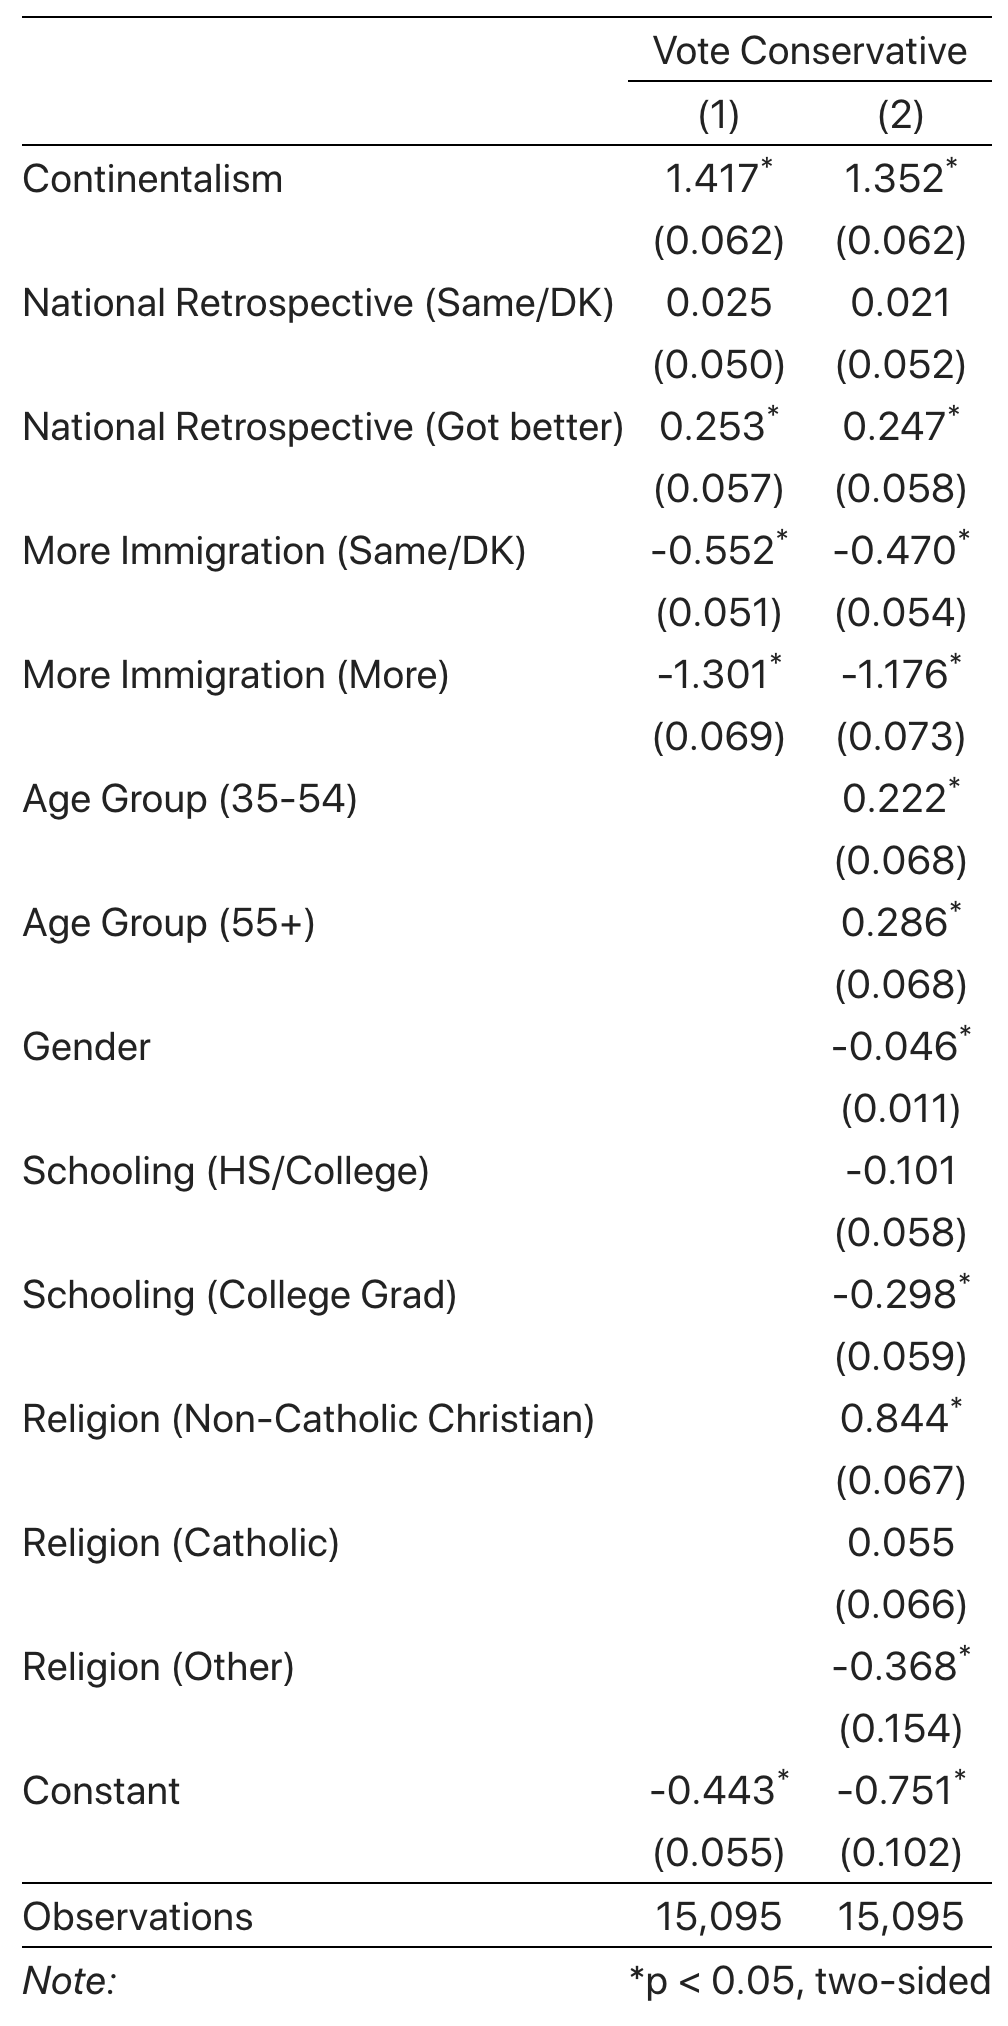 Vote Conservative
(1) (2)
Continentalism 1.417* 1.352*
(0.062) (0.062)
National Retrospective (Same/DK) 0.025 0.021
(0.050) (0.052)
National Retrospective (Got better) 0.253* 0.247*
(0.057) (0.058)
More Immigration (Same/DK) -0.552* -0.470*
(0.051) (0.054)
More Immigration (More) -1.301* -1.176*
(0.069) (0.073)
Age Group (35-54) 0.222*
(0.068)
Age Group (55+) 0.286*
(0.068)
Gender -0.046*
(0.011)
Schooling (HS/College) -0.101
(0.058)
Schooling (College Grad) -0.298*
(0.059)
Religion (Non-Catholic Christian) 0.844*
(0.067)
Religion (Catholic) 0.055
(0.066)
Religion (Other) -0.368*
(0.154)
Constant -0.443* -0.751*
(0.055) (0.102)
Observations 15,095 15,095
Note: *p < 0.05, two-sided